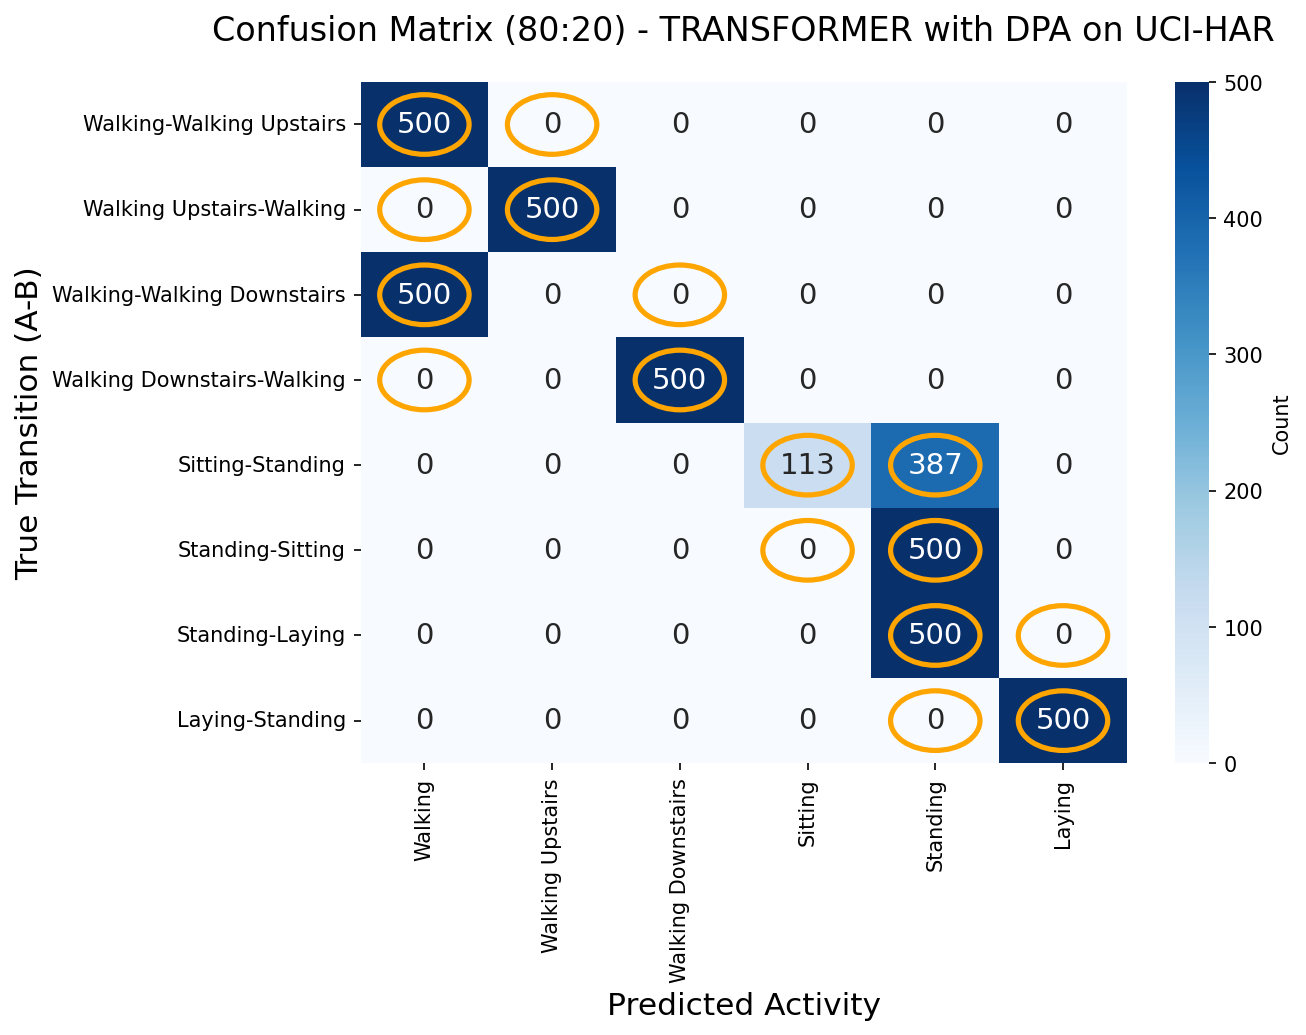 Confusion Matrix (80:20) - TRANSFORMER with DPA on UCI-HAR
True Transition (A-B)
Walking-Walking Upstairs 500 0 0 0 0 0
Walking Upstairs-Walking 0 500 0 0 0 0
Walking-Walking Downstairs 500 0 0 0 0 0
Walking Downstairs-Walking 0 0 500 0 0 0
Sitting-Standing 0 0 0 113 387 0
Standing-Sitting 0 0 0 0 500 0
Standing-Laying 0 0 0 0 500 0
Laying-Standing 0 0 0 0 0 500
Walking
Walking Upstairs
Walking Downstairs
Sitting
Standing
Laying
Predicted Activity
500
400
300
200
100
0
Count